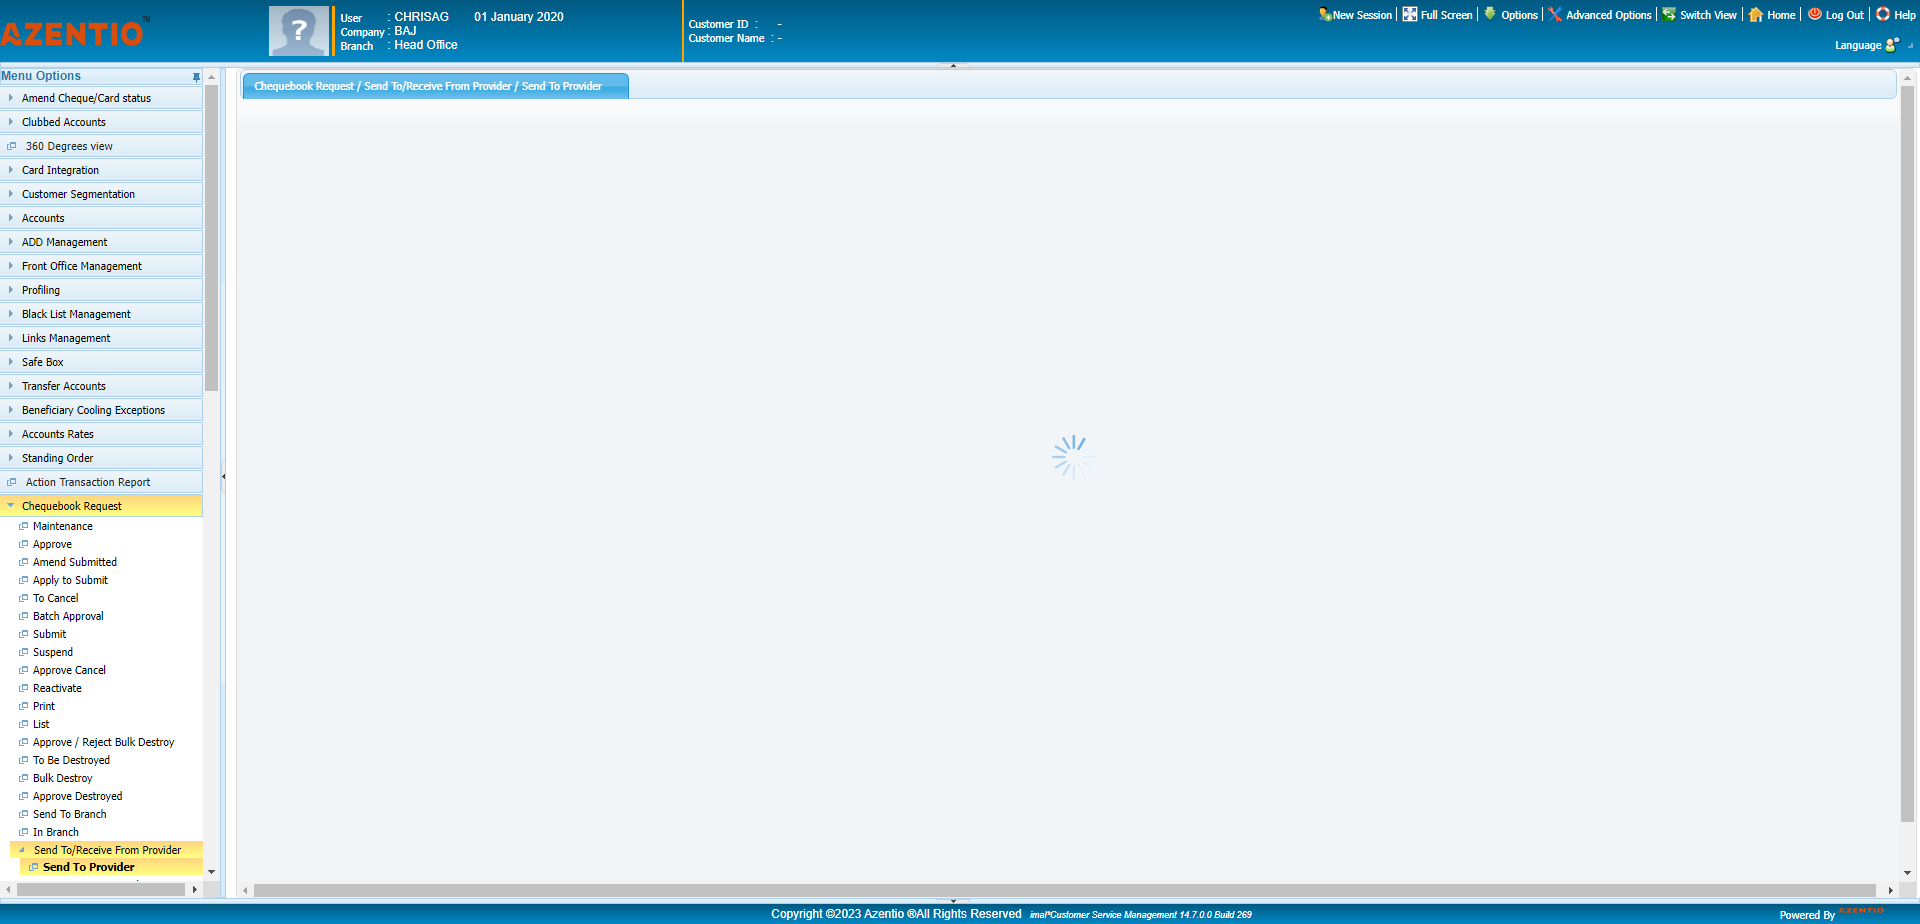 AZENTIO™
User : CHRISAG 01 January 2020
Company : BAJ
Branch : Head Office
Customer ID : -
Customer Name : -
New Session | Full Screen | Options | Advanced Options | Switch View | Home | Log Out | Help
Language
Menu Options
Chequebook Request / Send To/Receive From Provider / Send To Provider
Amend Cheque/Card status
Clubbed Accounts
360 Degrees view
Card Integration
Customer Segmentation
Accounts
ADD Management
Front Office Management
Profiling
Black List Management
Links Management
Safe Box
Transfer Accounts
Beneficiary Cooling Exceptions
Accounts Rates
Standing Order
Action Transaction Report
Chequebook Request
Maintenance
Approve
Amend Submitted
Apply to Submit
To Cancel
Batch Approval
Submit
Suspend
Approve Cancel
Reactivate
Print
List
Approve / Reject Bulk Destroy
To Be Destroyed
Bulk Destroy
Approve Destroyed
Send To Branch
In Branch
Send To/Receive From Provider
Send To Provider
Copyright ©2023 Azentio ®All Rights Reserved imal*Customer Service Management 14.7.0.0 Build 269
Powered By AZENTIO